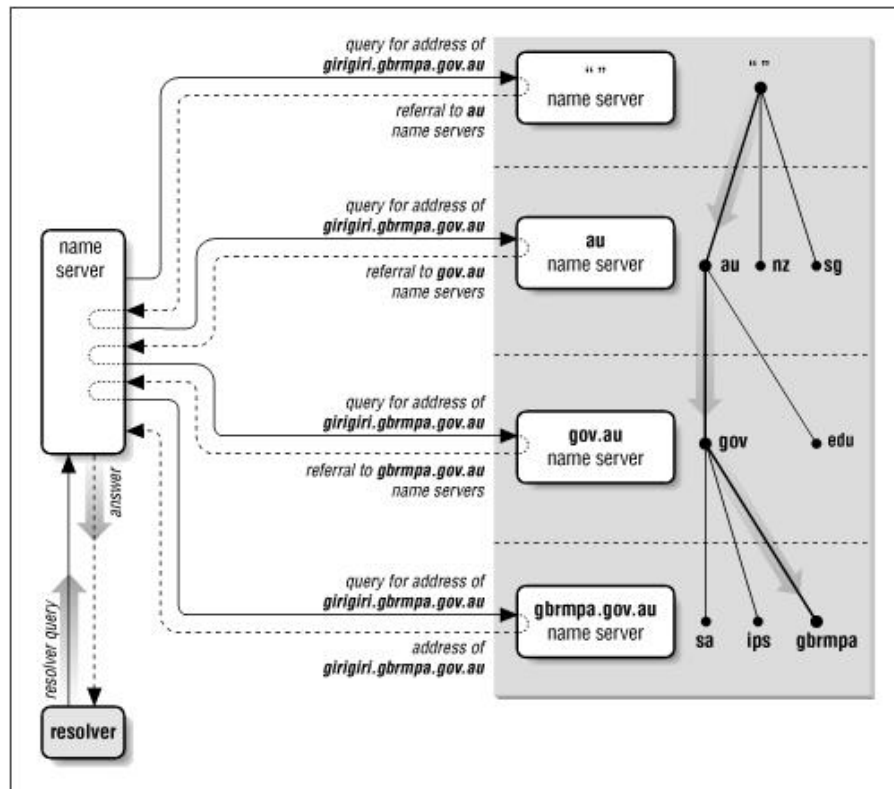 query for address of
girigiri.gbrmpa.gov.au
“ ”
name server
“ ”
referral to au
name servers
name
server
query for address of
girigiri.gbrmpa.gov.au
au
name server
referral to gov.au
name servers
au
nz
sg
query for address of
girigiri.gbrmpa.gov.au
gov.au
name server
referral to gbrmpa.gov.au
name servers
gov
edu
answer
resolver query
query for address of
girigiri.gbrmpa.gov.au
gbrmpa.gov.au
name server
address of
girigiri.gbrmpa.gov.au
sa
ips
gbrmpa
resolver